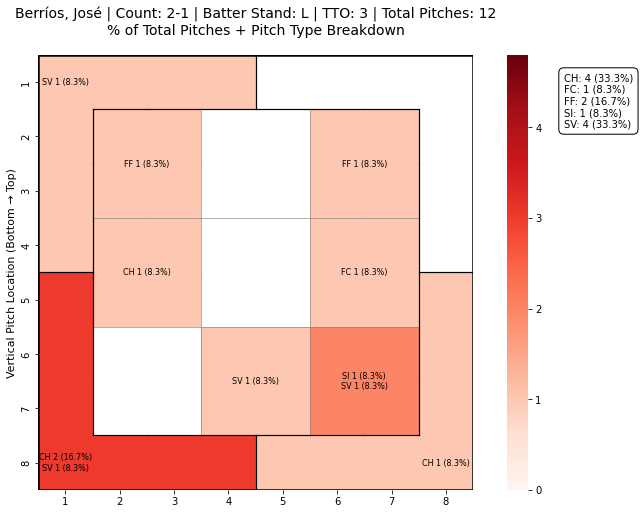 Berríos, José | Count: 2-1 | Batter Stand: L | TTO: 3 | Total Pitches: 12
% of Total Pitches + Pitch Type Breakdown
Vertical Pitch Location (Bottom → Top)
1
2
3
4
5
6
7
8
SV 1 (8.3%)
FF 1 (8.3%)
FF 1 (8.3%)
CH 1 (8.3%)
FC 1 (8.3%)
SV 1 (8.3%)
SI 1 (8.3%)
SV 1 (8.3%)
CH 2 (16.7%)
SV 1 (8.3%)
CH 1 (8.3%)
1
2
3
4
5
6
7
8
4
3
2
1
0
CH: 4 (33.3%)
FC: 1 (8.3%)
FF: 2 (16.7%)
SI: 1 (8.3%)
SV: 4 (33.3%)